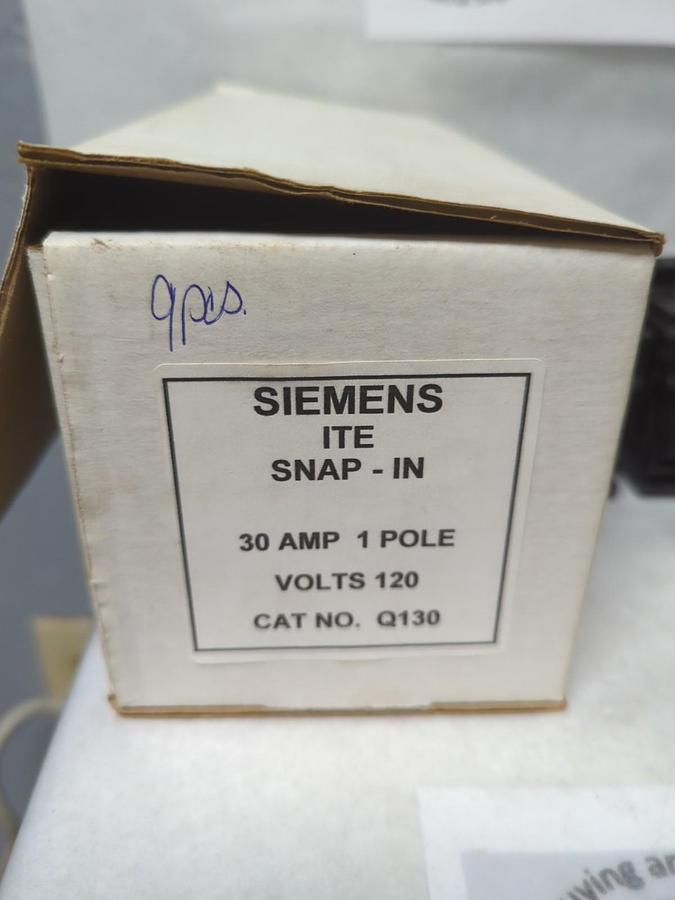 9pcs.
SIEMENS
ITE
SNAP - IN
30 AMP 1 POLE
VOLTS 120
CAT NO. Q130